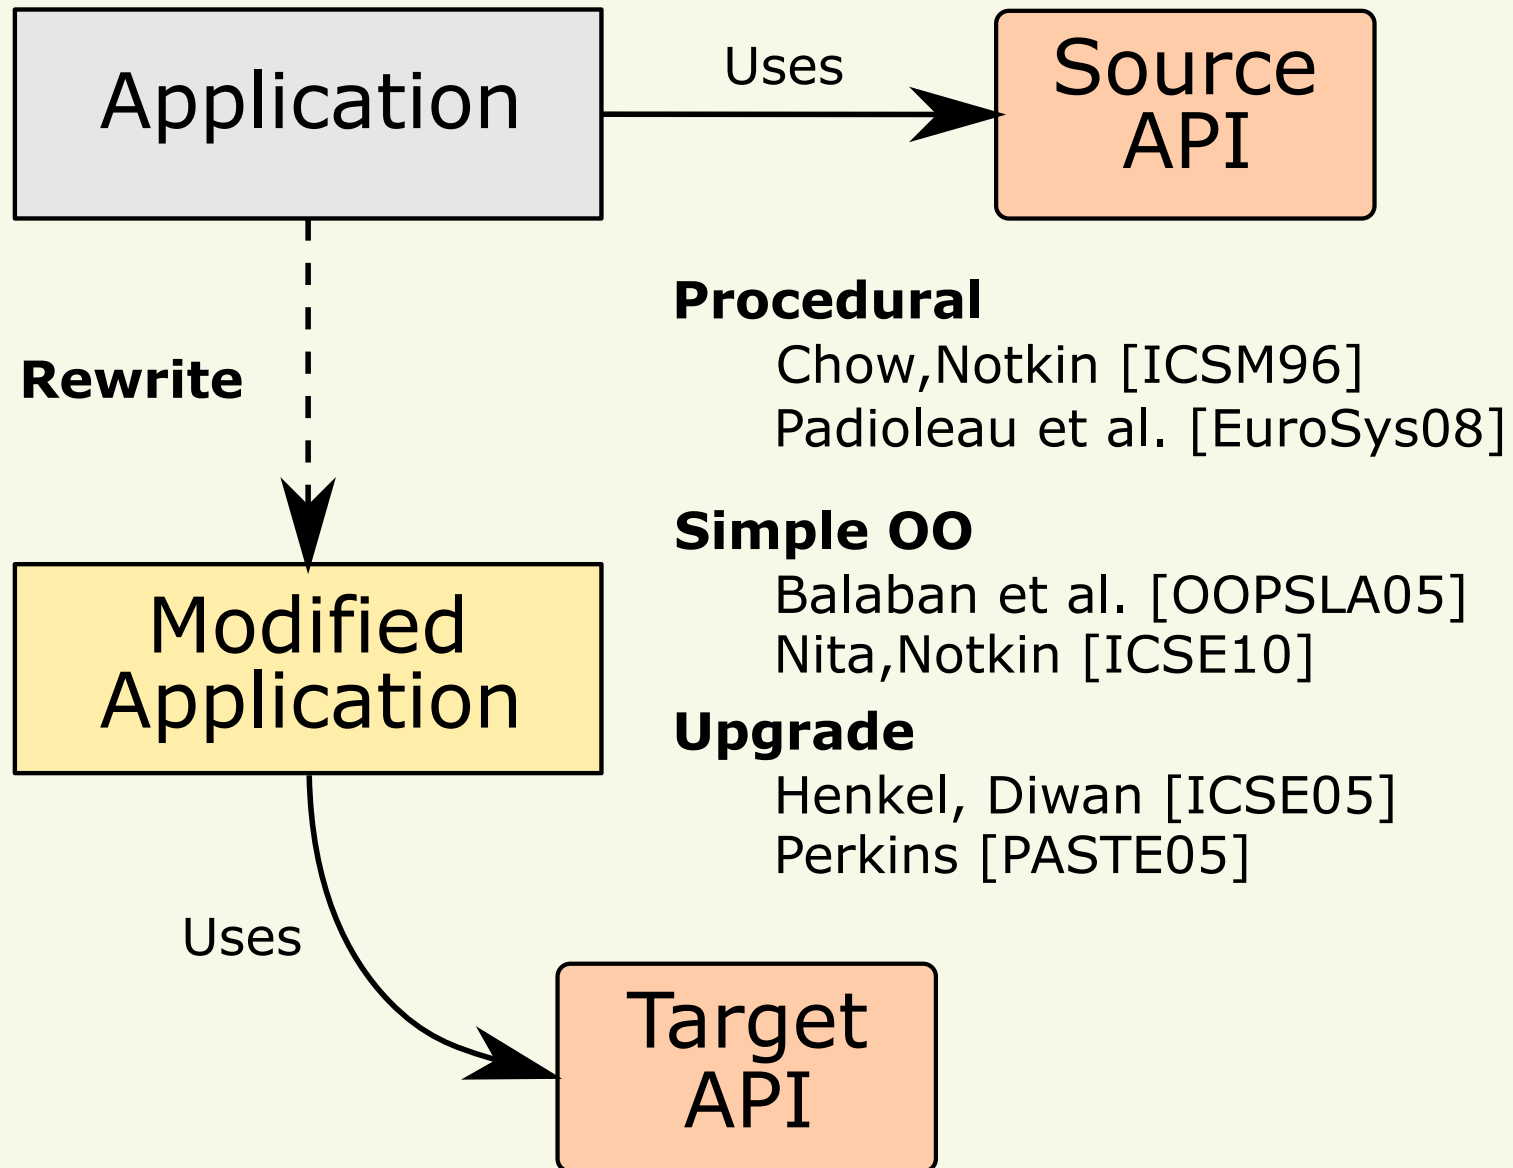 Application
Uses
Source
API
Procedural
Chow,Notkin [ICSM96]
Padioleau et al. [EuroSys08]
Rewrite
Simple OO
Balaban et al. [OOPSLA05]
Nita,Notkin [ICSE10]
Modified
Application
Upgrade
Henkel, Diwan [ICSE05]
Perkins [PASTE05]
Uses
Target
API